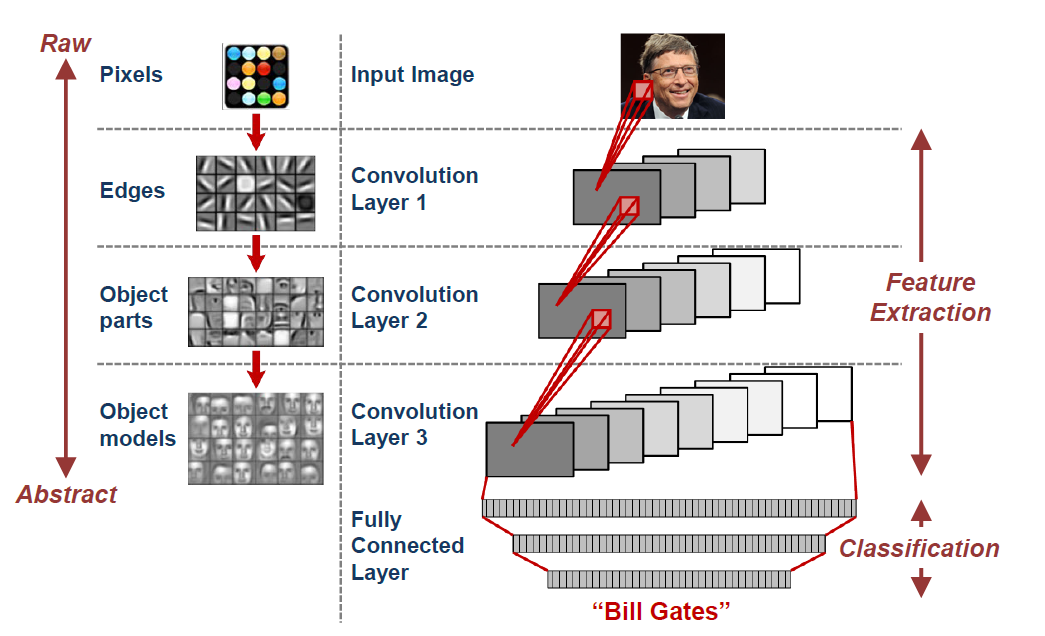 Raw
Pixels
Input Image
Edges
Convolution
Layer 1
Object
parts
Convolution
Layer 2
Feature
Extraction
Object
models
Convolution
Layer 3
Abstract
Fully
Connected
Layer
Classification
“Bill Gates”